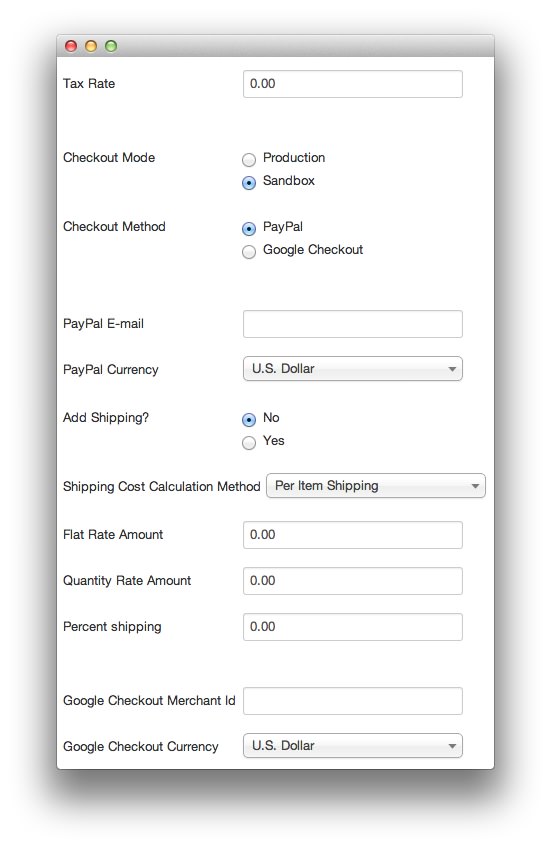 Tax Rate 0.00
Checkout Mode Production
Sandbox
Checkout Method PayPal
Google Checkout
PayPal E-mail
PayPal Currency U.S. Dollar
Add Shipping? No
Yes
Shipping Cost Calculation Method Per Item Shipping
Flat Rate Amount 0.00
Quantity Rate Amount 0.00
Percent shipping 0.00
Google Checkout Merchant Id
Google Checkout Currency U.S. Dollar